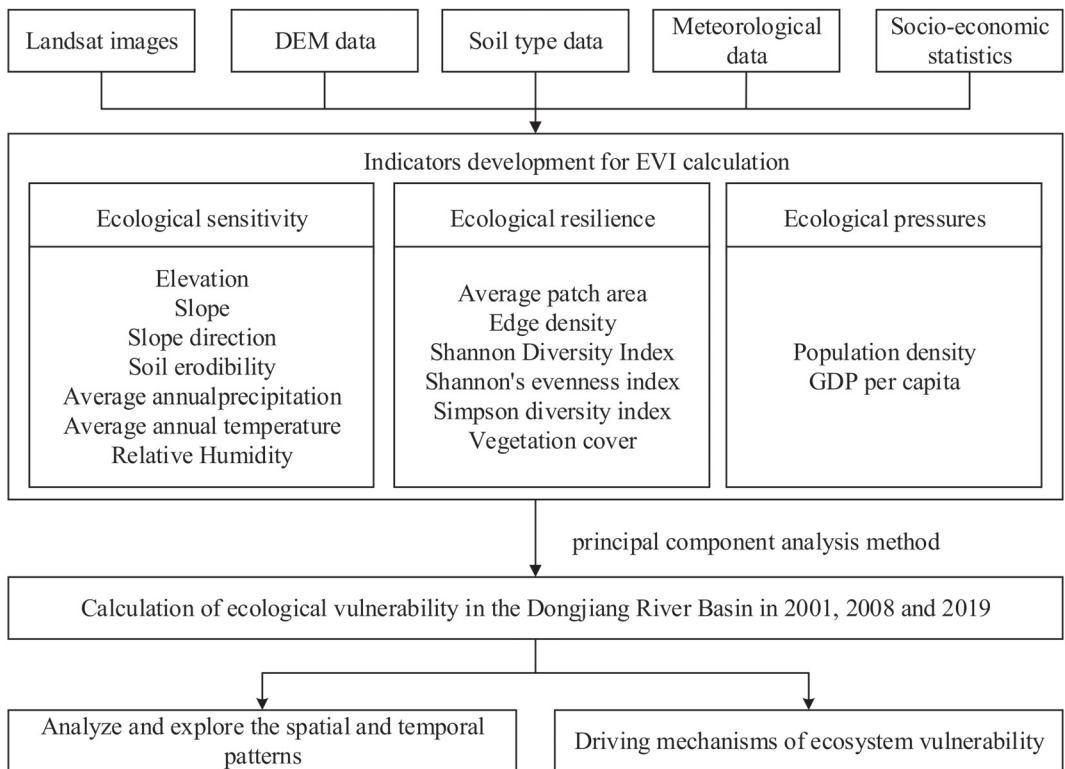 Landsat images
DEM data
Soil type data
Meteorological
data
Socio-economic
statistics
Indicators development for EVI calculation
Ecological sensitivity
Elevation
Slope
Slope direction
Soil erodibility
Average annualprecipitation
Average annual temperature
Relative Humidity
Ecological resilience
Average patch area
Edge density
Shannon Diversity Index
Shannon's evenness index
Simpson diversity index
Vegetation cover
Ecological pressures
Population density
GDP per capita
principal component analysis method
Calculation of ecological vulnerability in the Dongjiang River Basin in 2001, 2008 and 2019
Analyze and explore the spatial and temporal
patterns
Driving mechanisms of ecosystem vulnerability